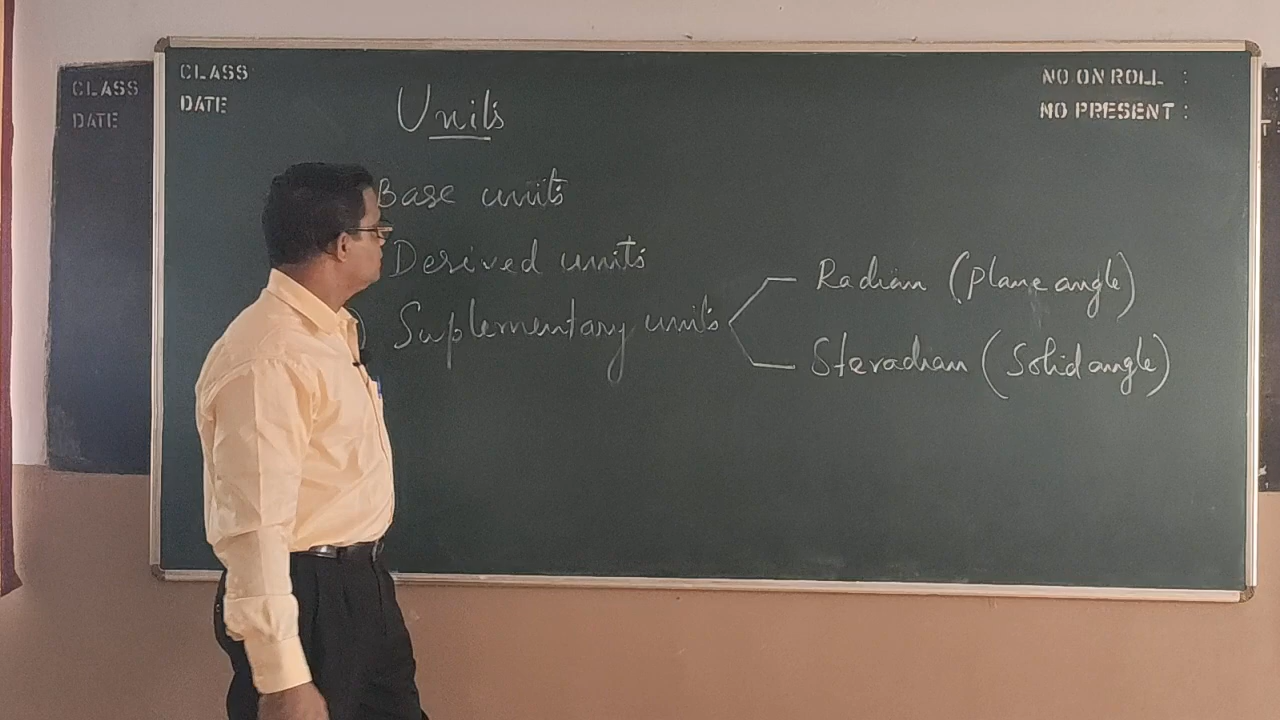 CLASS
DATE
CLASS
DATE
NO ON ROLL :
NO PRESENT :
Units
Base units
Derived units
) Suplementary units
Radian (plane angle)
Steradian (Solid angle)